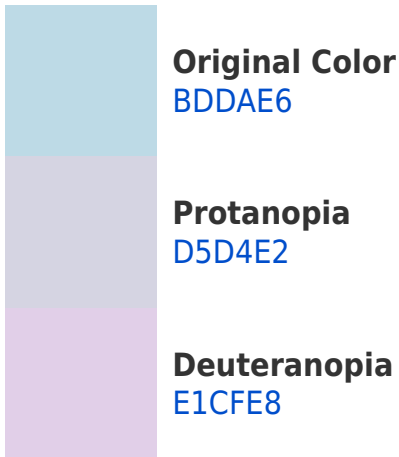 Original Color
BDDAE6
Protanopia
D5D4E2
Deuteranopia
E1CFE8